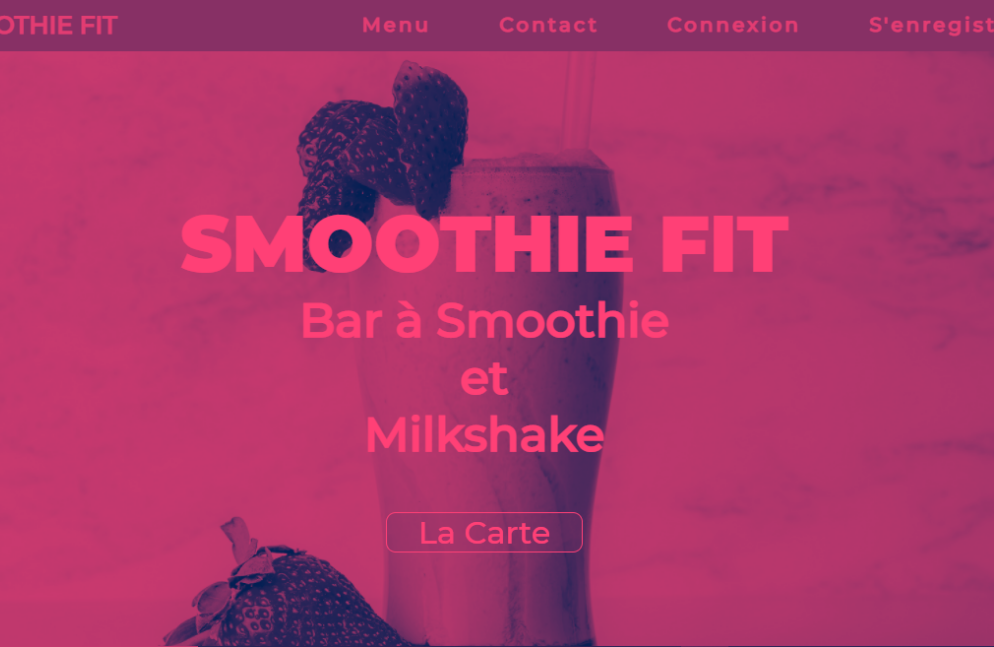 OTHIE FIT Menu Contact Connexion S'enregist
SMOOTHIE FIT
Bar à Smoothie
et
Milkshake
La Carte